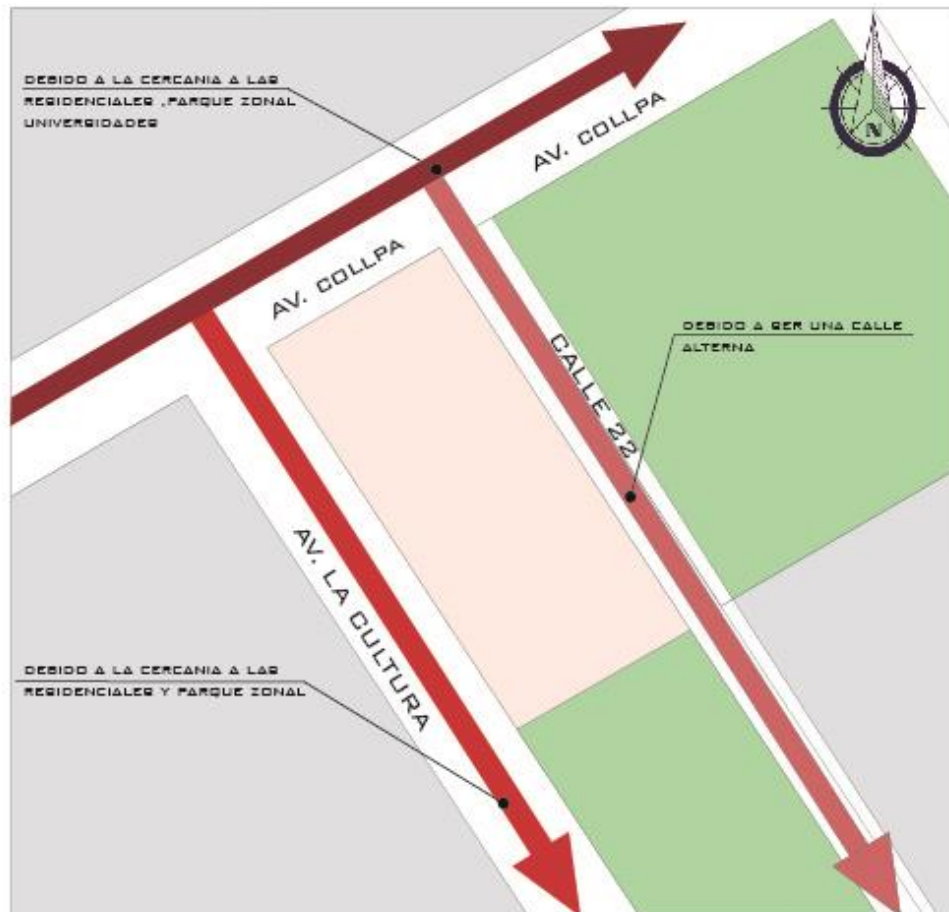 DEBIDO A LA CERCANIA A LAS
RESIDENCIALES ,PARQUE ZONAL
UNIVERSIDADES
AV. COLLPA
N
AV. COLLPA
DEBIDO A SER UNA CALLE
ALTERNA
CALLE 22
AV. LA CULTURA
DEBIDO A LA CERCANIA A LAS
RESIDENCIALES Y PARQUE ZONAL